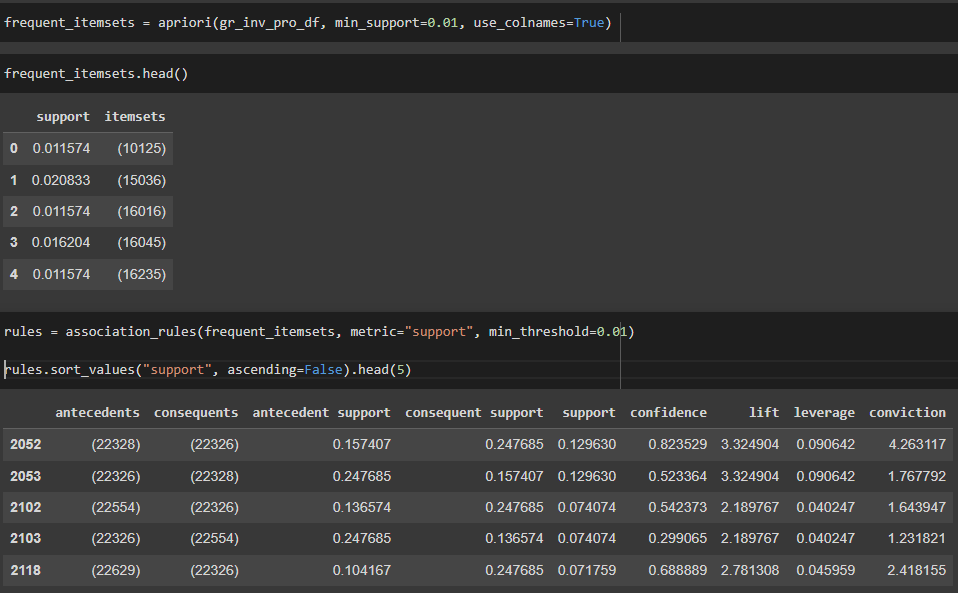 frequent_itemsets = apriori(gr_inv_pro_df, min_support=0.01, use_colnames=True)
frequent_itemsets.head()
support itemsets
0 0.011574 (10125)
1 0.020833 (15036)
2 0.011574 (16016)
3 0.016204 (16045)
4 0.011574 (16235)
rules = association_rules(frequent_itemsets, metric="support", min_threshold=0.01)
rules.sort_values("support", ascending=False).head(5)
antecedents consequents antecedent support consequent support support confidence lift leverage conviction
2052 (22328) (22326) 0.157407 0.247685 0.129630 0.823529 3.324904 0.090642 4.263117
2053 (22326) (22328) 0.247685 0.157407 0.129630 0.523364 3.324904 0.090642 1.767792
2102 (22554) (22326) 0.136574 0.247685 0.074074 0.542373 2.189767 0.040247 1.643947
2103 (22326) (22554) 0.247685 0.136574 0.074074 0.299065 2.189767 0.040247 1.231821
2118 (22629) (22326) 0.104167 0.247685 0.071759 0.688889 2.781308 0.045959 2.418155